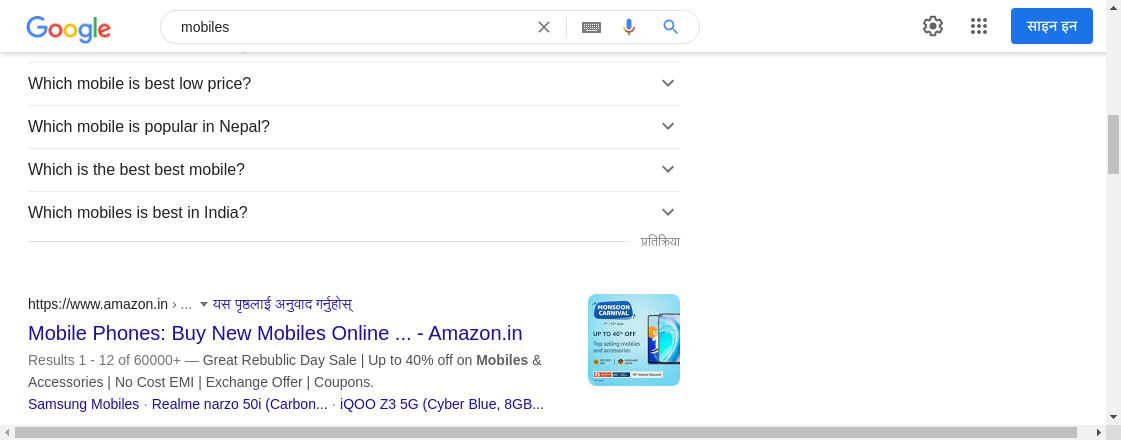 Google
mobiles
साइन इन
Which mobile is best low price?
Which mobile is popular in Nepal?
Which is the best best mobile?
Which mobiles is best in India?
प्रतिक्रिया
https://www.amazon.in › ... यस पृष्ठलाई अनुवाद गर्नुहोस्
Mobile Phones: Buy New Mobiles Online ... - Amazon.in
Results 1 - 12 of 60000+ — Great Rebublic Day Sale | Up to 40% off on Mobiles &
Accessories | No Cost EMI | Exchange Offer | Coupons.
Samsung Mobiles · Realme narzo 50i (Carbon... · iQOO Z3 5G (Cyber Blue, 8GB...
MONSOON
CARNIVAL
UP TO 40% OFF
Top selling mobiles
and accessories